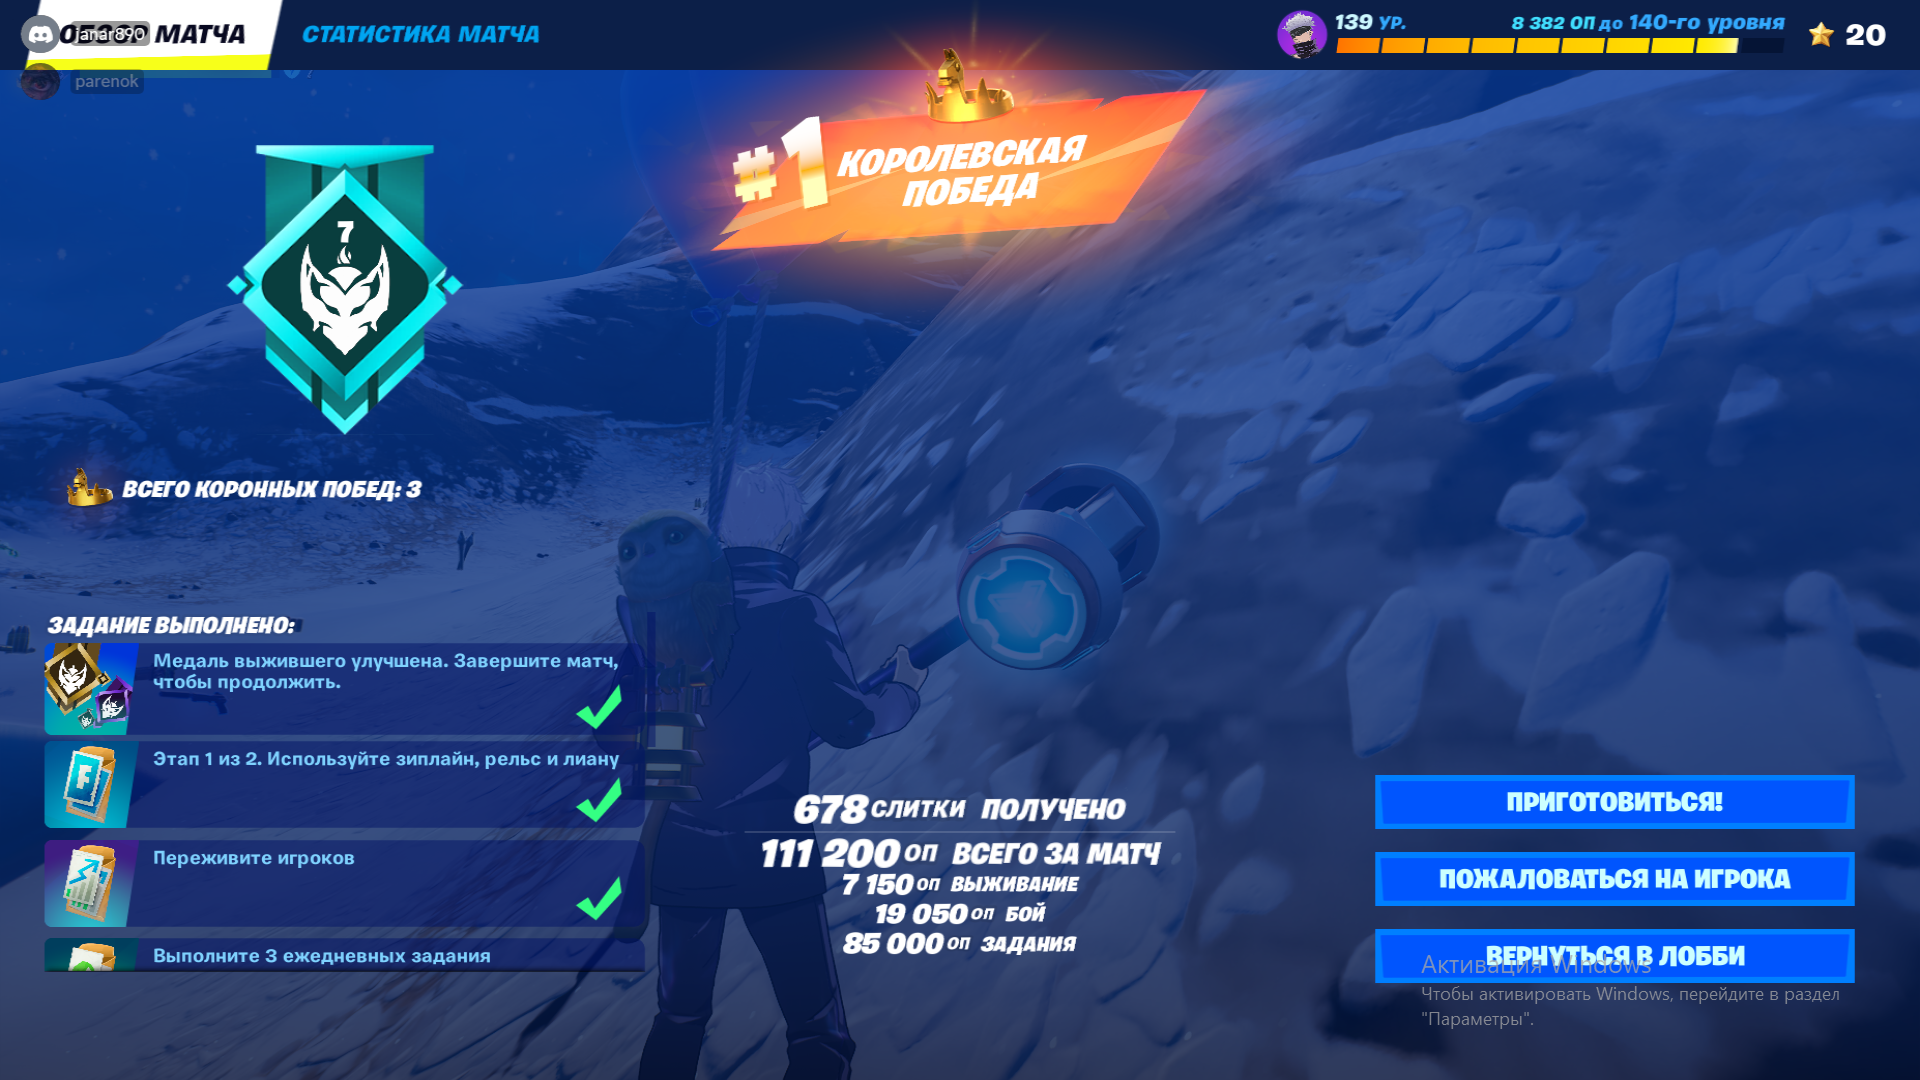 ОБЗОР МАТЧА
janar890
СТАТИСТИКА МАТЧА
139 УР.
8 382 ОП до 140-го уровня
20
parenok
#1 КОРОЛЕВСКАЯ
ПОБЕДА
7
ВСЕГО КОРОННЫХ ПОБЕД: 3
ЗАДАНИЕ ВЫПОЛНЕНО:
Медаль выжившего улучшена. Завершите матч,
чтобы продолжить.
Этап 1 из 2. Используйте зиплайн, рельс и лиану
F
Переживите игроков
Выполните 3 ежедневных задания
678 СЛИТКИ ПОЛУЧЕНО
111 200 ОП ВСЕГО ЗА МАТЧ
7 150 ОП ВЫЖИВАНИЕ
19 050 ОП БОЙ
85 000 ОП ЗАДАНИЯ
ПРИГОТОВИТЬСЯ!
ПОЖАЛОВАТЬСЯ НА ИГРОКА
ВЕРНУТЬСЯ В ЛОББИ
Активация Windows
Чтобы активировать Windows, перейдите в раздел
"Параметры".